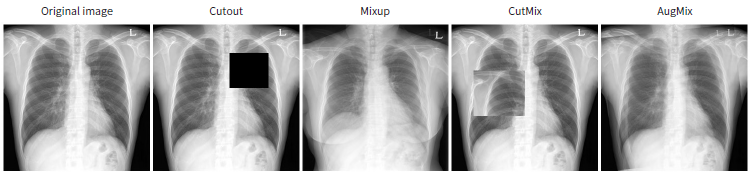 Original image
Cutout
Mixup
CutMix
AugMix
L
L
L
L
L L